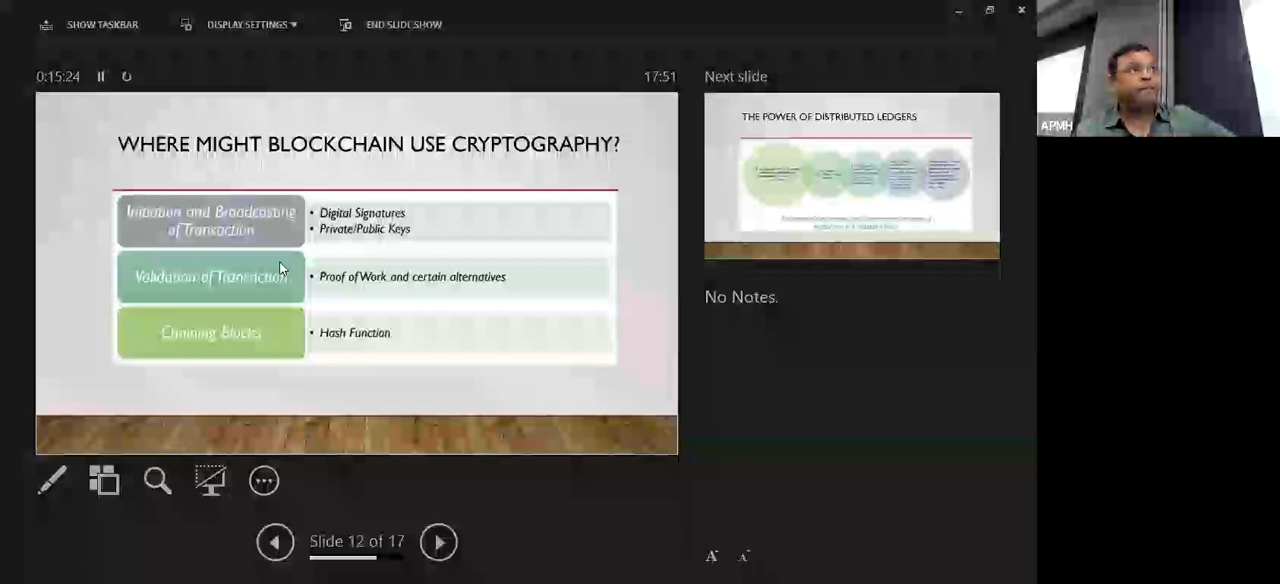 SHOW TASKBAR
DISPLAY SETTINGS
END SLIDE SHOW
0:15:24
17:51
Next slide
WHERE MIGHT BLOCKCHAIN USE CRYPTOGRAPHY?
Initiation and Broadcasting
of Transaction
• Digital Signatures
• Private/Public Keys
Validation of Transaction
• Proof of Work and certain alternatives
Chaining Blocks
• Hash Function
THE POWER OF DISTRIBUTED LEDGERS
No Notes.
Slide 12 of 17
A A
APMH